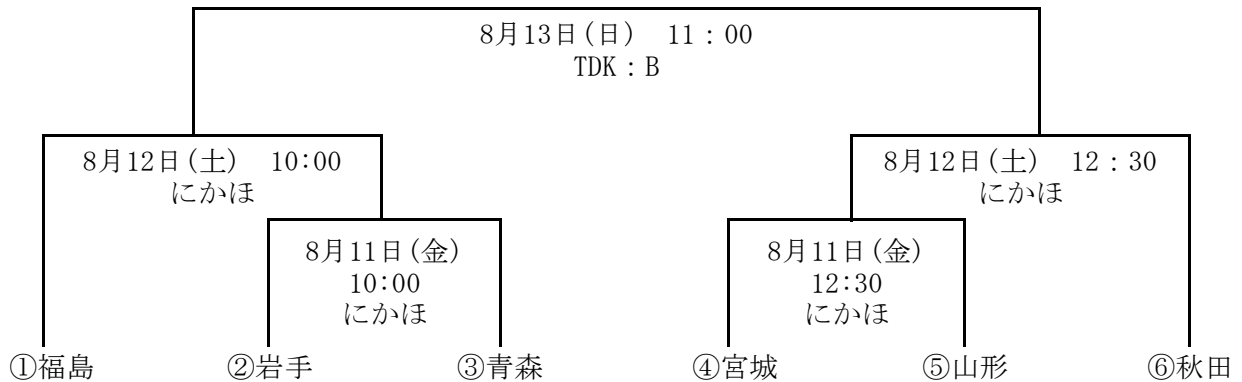 8月13日(日) 11:00
TDK:B
8月12日(土) 10:00
にかほ
8月12日(土) 12:30
にかほ
8月11日(金)
10:00
にかほ
8月11日(金)
12:30
にかほ
①福島
②岩手
③青森
④宮城
⑤山形
⑥秋田